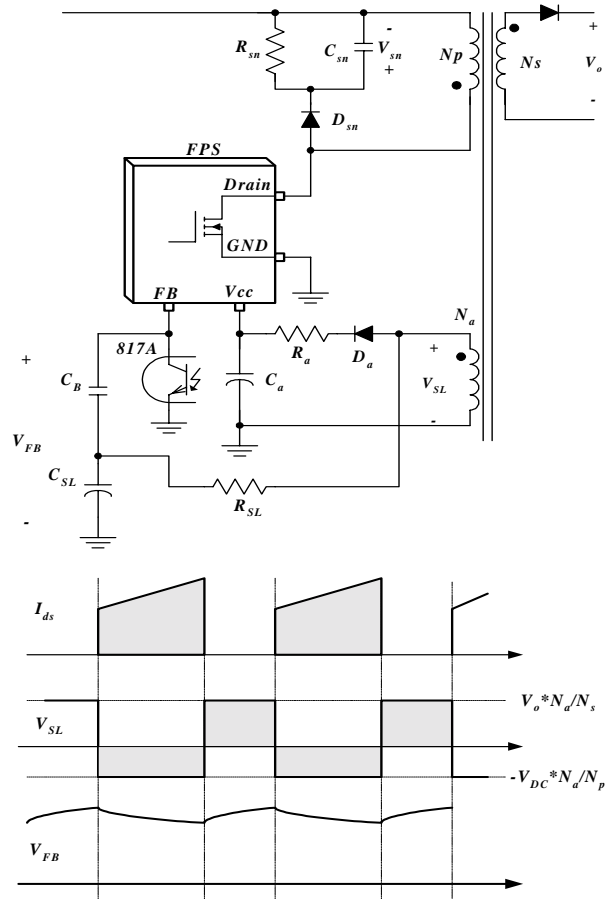 R_sn
C_sn
-
V_sn
+
Np
Ns
+
V_o
-
D_sn
FPS
Drain
GND
FB
Vcc
N_a
817A
R_a
D_a
+
V_SL
-
C_a
+
C_B
V_FB
C_SL
-
R_SL
I_ds
V_o*N_a/N_s
V_SL
-V_DC*N_a/N_p
V_FB